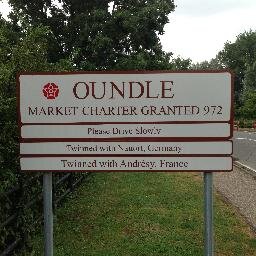 OUNDLE
MARKET CHARTER GRANTED 972
Please Drive Slowly
Twinned with Nauort, Germany
Twinned with Andrésy, France